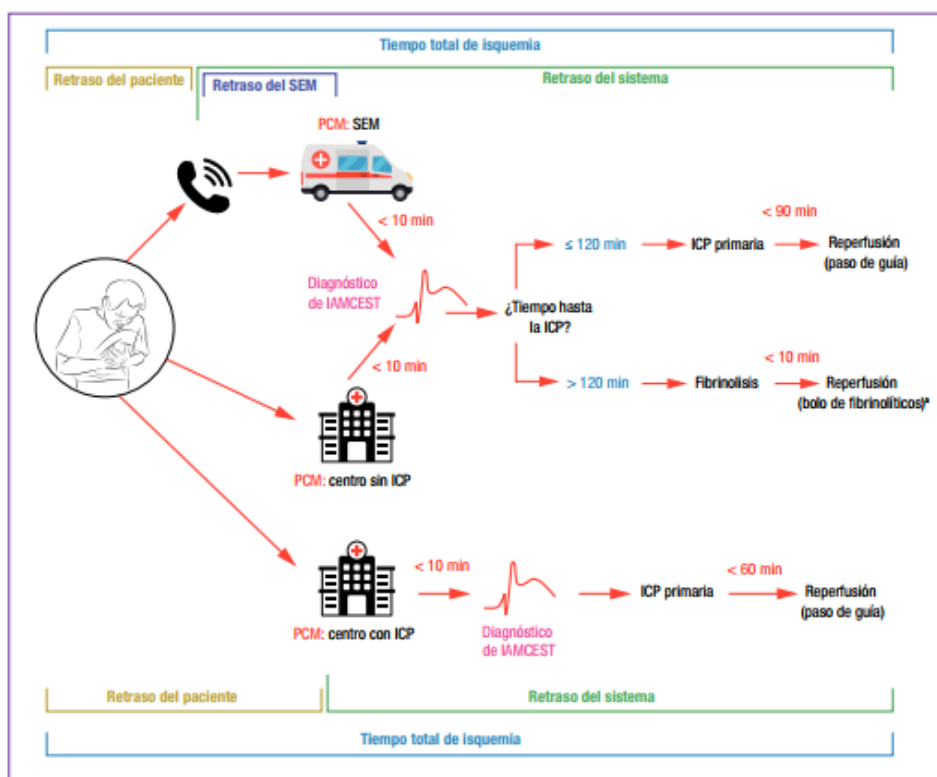 Tiempo total de isquemia
Retraso del paciente
Retraso del SEM
Retraso del sistema
PCM: SEM
< 10 min
Diagnóstico
de IAMCEST
< 10 min
PCM: centro sin ICP
¿Tiempo hasta
la ICP?
≤ 120 min
ICP primaria
< 90 min
Reperfusión
(paso de guía)
> 120 min
Fibrinolisis
< 10 min
Reperfusión
(bolo de fibrinolíticos)ª
PCM: centro con ICP
< 10 min
Diagnóstico
de IAMCEST
ICP primaria
< 60 min
Reperfusión
(paso de guía)
Retraso del paciente
Retraso del sistema
Tiempo total de isquemia